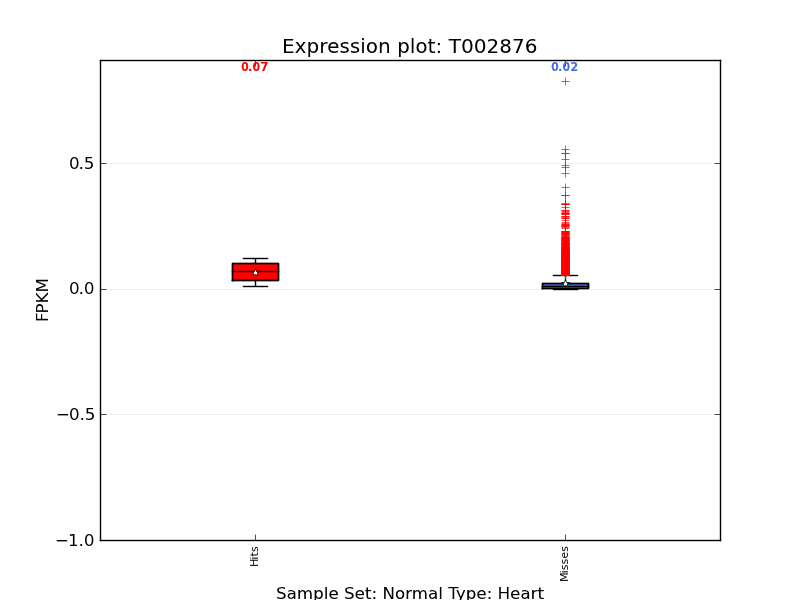 Expression plot: T002876
0.07
0.02
0.5
0.0
−0.5
−1.0
FPKM
Hits
Misses
Sample Set: Normal Type: Heart